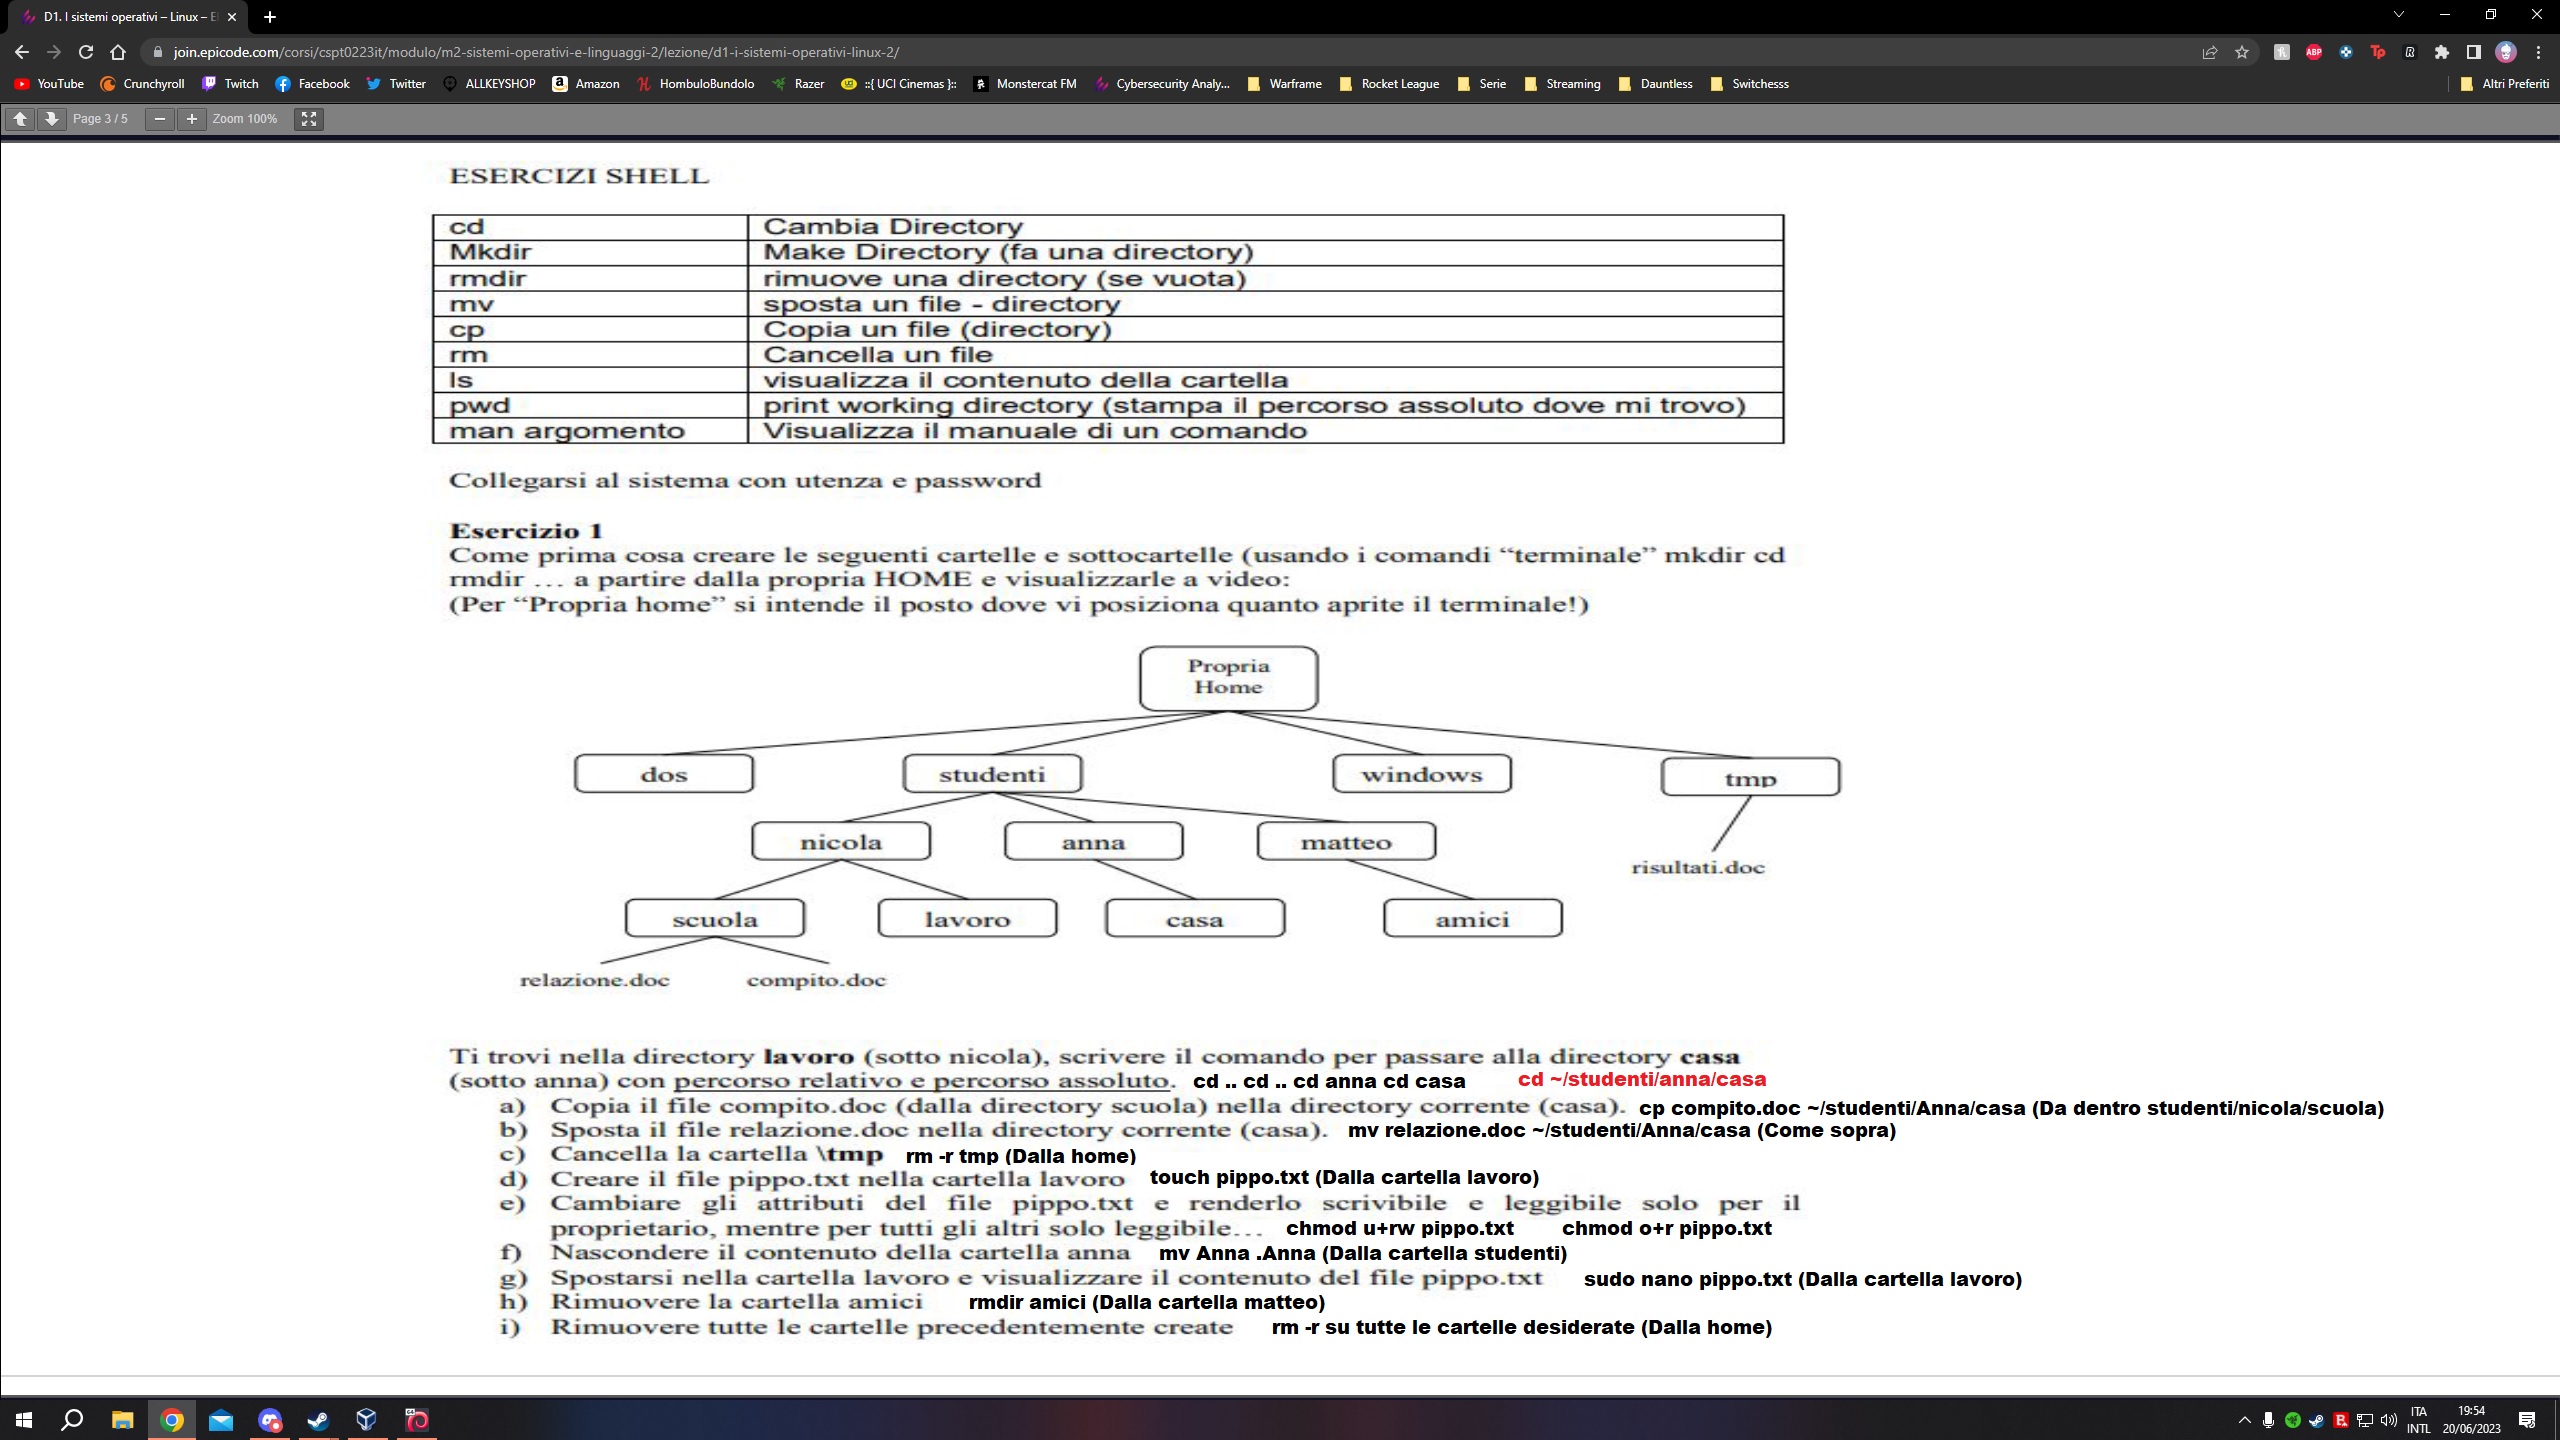 D1. I sistemi operativi – Linux – E
join.epicode.com/corsi/cspt0223it/modulo/m2-sistemi-operativi-e-linguaggi-2/lezione/d1-i-sistemi-operativi-linux-2/
YouTube Crunchyroll Twitch Facebook Twitter ALLKEYSHOP Amazon HombuloBundolo Razer ::{ UCI Cinemas }:: Monstercat FM Cybersecurity Analy... Warframe Rocket League Serie Streaming Dauntless Switchesss Altri Preferiti
Page 3 / 5 Zoom 100%
ESERCIZI SHELL
cd Cambia Directory
Mkdir Make Directory (fa una directory)
rmdir rimuove una directory (se vuota)
mv sposta un file - directory
cp Copia un file (directory)
rm Cancella un file
ls visualizza il contenuto della cartella
pwd print working directory (stampa il percorso assoluto dove mi trovo)
man argomento Visualizza il manuale di un comando
Collegarsi al sistema con utenza e password
Esercizio 1
Come prima cosa creare le seguenti cartelle e sottocartelle (usando i comandi “terminale” mkdir cd
rmdir … a partire dalla propria HOME e visualizzarle a video:
(Per “Propria home” si intende il posto dove vi posiziona quanto aprite il terminale!)
Propria
Home
dos studenti windows tmp
nicola anna matteo
risultati.doc
scuola lavoro casa amici
relazione.doc compito.doc
Ti trovi nella directory lavoro (sotto nicola), scrivere il comando per passare alla directory casa
(sotto anna) con percorso relativo e percorso assoluto. cd .. cd .. cd anna cd casa cd ~/studenti/anna/casa
a) Copia il file compito.doc (dalla directory scuola) nella directory corrente (casa). cp compito.doc ~/studenti/Anna/casa (Da dentro studenti/nicola/scuola)
b) Sposta il file relazione.doc nella directory corrente (casa). mv relazione.doc ~/studenti/Anna/casa (Come sopra)
c) Cancella la cartella \tmp rm -r tmp (Dalla home)
d) Creare il file pippo.txt nella cartella lavoro touch pippo.txt (Dalla cartella lavoro)
e) Cambiare gli attributi del file pippo.txt e renderlo scrivibile e leggibile solo per il
proprietario, mentre per tutti gli altri solo leggibile… chmod u+rw pippo.txt chmod o+r pippo.txt
f) Nascondere il contenuto della cartella anna mv Anna .Anna (Dalla cartella studenti)
g) Spostarsi nella cartella lavoro e visualizzare il contenuto del file pippo.txt sudo nano pippo.txt (Dalla cartella lavoro)
h) Rimuovere la cartella amici rmdir amici (Dalla cartella matteo)
i) Rimuovere tutte le cartelle precedentemente create rm -r su tutte le cartelle desiderate (Dalla home)
ITA 19:54
INTL 20/06/2023